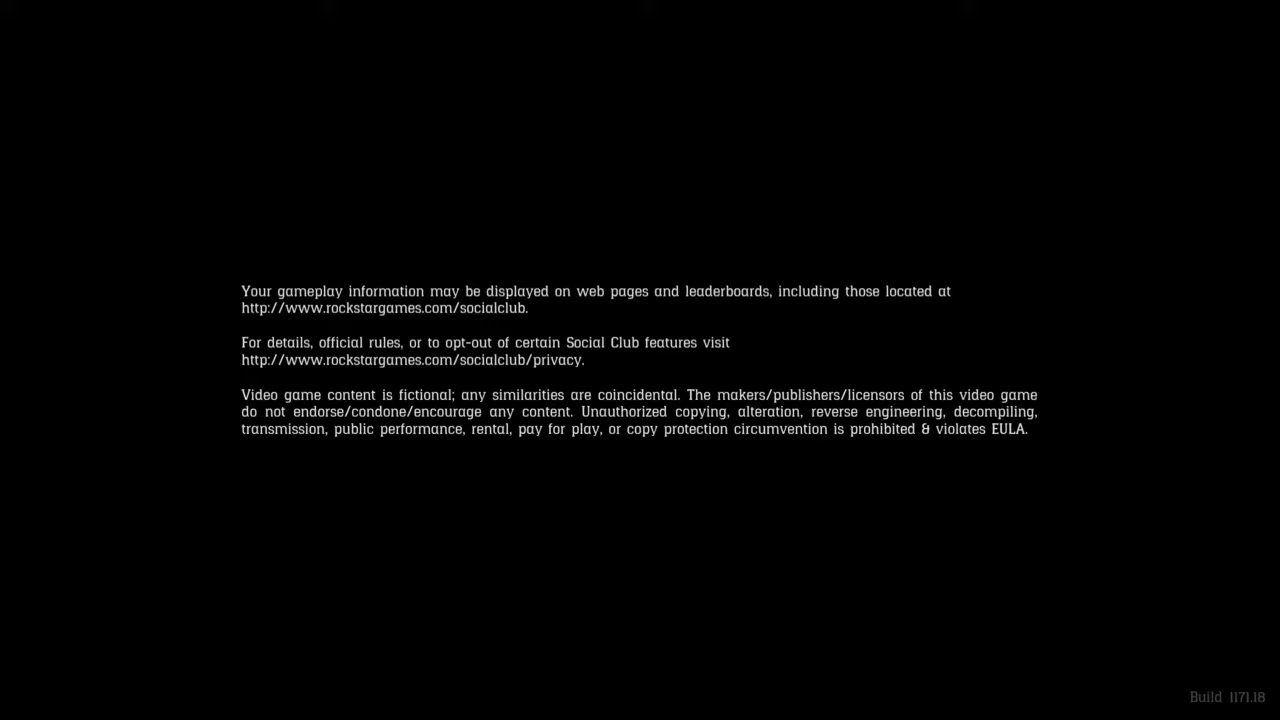 Your gameplay information may be displayed on web pages and leaderboards, including those located at
http://www.rockstargames.com/socialclub.
For details, official rules, or to opt-out of certain Social Club features visit
http://www.rockstargames.com/socialclub/privacy.
Video game content is fictional; any similarities are coincidental. The makers/publishers/licensors of this video game
do not endorse/condone/encourage any content. Unauthorized copying, alteration, reverse engineering, decompiling,
transmission, public performance, rental, pay for play, or copy protection circumvention is prohibited & violates EULA.
Build 1171.18